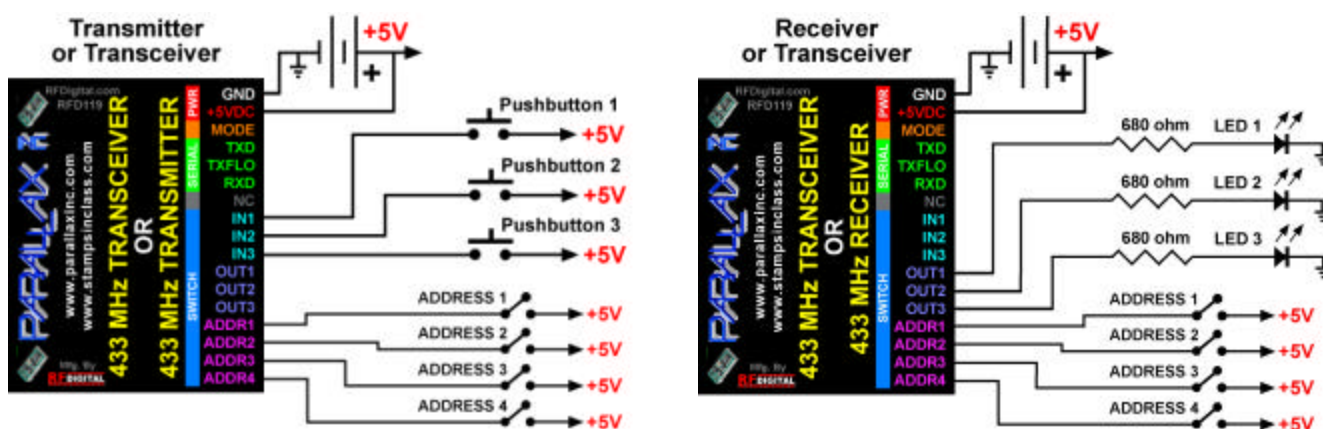 Transmitter
or Transceiver
+5V
+
RFDigital.com
RFD119
PARALLAX
www.parallaxinc.com
www.stampsinclass.com
433 MHz TRANSCEIVER
OR
433 MHz TRANSMITTER
Mfg. By
RFDIGITAL
PWR
SERIAL
SWITCH
GND
+5VDC
MODE
TXD
TXFLO
RXD
NC
IN1
IN2
IN3
OUT1
OUT2
OUT3
ADDR1
ADDR2
ADDR3
ADDR4
Pushbutton 1
+5V
Pushbutton 2
+5V
Pushbutton 3
+5V
ADDRESS 1
+5V
ADDRESS 2
+5V
ADDRESS 3
+5V
ADDRESS 4
+5V
Receiver
or Transceiver
+5V
+
RFDigital.com
RFD119
PARALLAX
www.parallaxinc.com
www.stampsinclass.com
433 MHz TRANSCEIVER
OR
433 MHz RECEIVER
Mfg. By
RFDIGITAL
PWR
SERIAL
SWITCH
GND
+5VDC
MODE
TXD
TXFLO
RXD
NC
IN1
IN2
IN3
OUT1
OUT2
OUT3
ADDR1
ADDR2
ADDR3
ADDR4
680 ohm LED 1
680 ohm LED 2
680 ohm LED 3
ADDRESS 1
+5V
ADDRESS 2
+5V
ADDRESS 3
+5V
ADDRESS 4
+5V